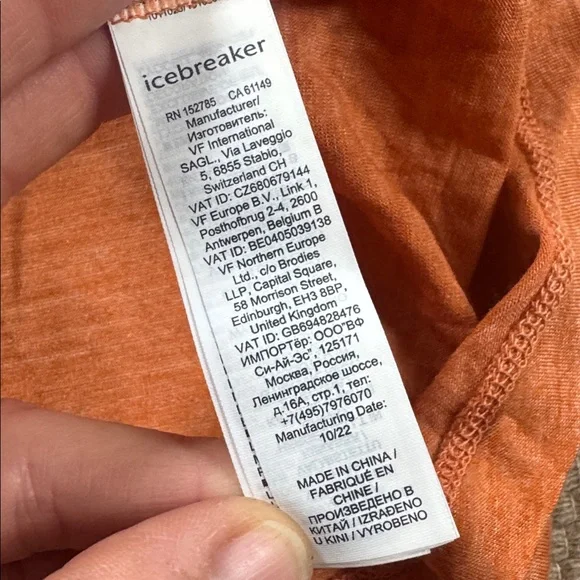 icebreaker
RN 152785 CA 61149
Manufacturer/
Изготовитель:
VF International
SAGL., Via Laveggio
5, 6855 Stabio,
Switzerland CH
VAT ID: CZ680679144
VF Europe B.V., Link 1,
Posthofbrug 2-4, 2600
Antwerpen, Belgium B
VAT ID: BE0405039138
VF Northern Europe
Ltd., c/o Brodies
LLP, Capital Square,
58 Morrison Street,
Edinburgh, EH3 8BP,
United Kingdom
VAT ID: GB694828476
ИМПОРТёр: ООО"ВФ
Си-Ай-Эс", 125171
Москва, Россия,
Ленинградское шоссе,
д.16А, стр.1, тел.
+7(495)7976070
Manufacturing Date:
10/22
MADE IN CHINA /
FABRIQUÉ EN
CHINE /
ПРОИЗВЕДЕНО В
КИТАЙ / IZRAĐENO
U KINI / VYROBENO